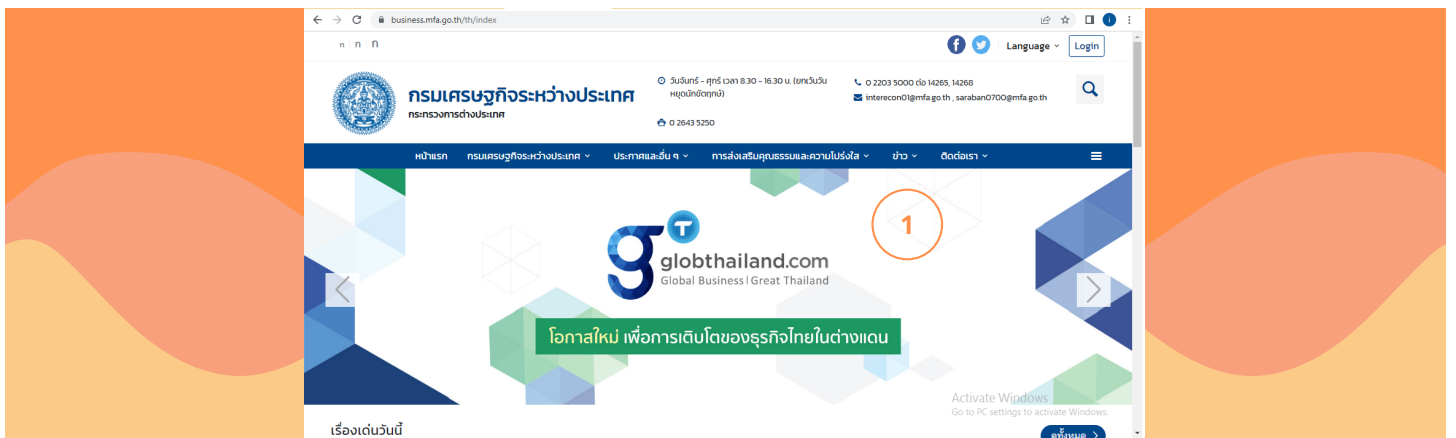 business.mfa.go.th/th/index
ก ก ก
Language
Login
กรมเศรษฐกิจระหว่างประเทศ
กระทรวงการต่างประเทศ
วันจันทร์ - ศุกร์ เวลา 8.30 - 16.30 น. (ยกเว้นวัน
หยุดนักขัตฤกษ์)
0 2643 5250
0 2203 5000 ต่อ 14265, 14268
interecon01@mfa.go.th , saraban0700@mfa.go.th
หน้าแรก กรมเศรษฐกิจระหว่างประเทศ ประกาศและอื่น ๆ การส่งเสริมคุณธรรมและความโปร่งใส ข่าว ติดต่อเรา
1
T
g
globthailand.com
Global Business | Great Thailand
โอกาสใหม่ เพื่อการเติบโตของธุรกิจไทยในต่างแดน
Activate Windows
Go to PC settings to activate Windows.
เรื่องเด่นวันนี้
ดูทั้งหมด